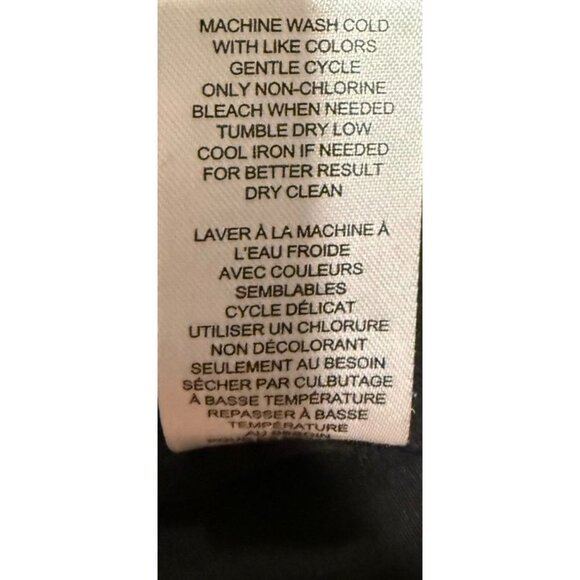 MACHINE WASH COLD
WITH LIKE COLORS
GENTLE CYCLE
ONLY NON-CHLORINE
BLEACH WHEN NEEDED
TUMBLE DRY LOW
COOL IRON IF NEEDED
FOR BETTER RESULT
DRY CLEAN
LAVER À LA MACHINE À
L'EAU FROIDE
AVEC COULEURS
SEMBLABLES
CYCLE DÉLICAT
UTILISER UN CHLORURE
NON DÉCOLORANT
SEULEMENT AU BESOIN
SÉCHER PAR CULBUTAGE
À BASSE TEMPÉRATURE
REPASSER À BASSE
TEMPÉRATURE
AU BESOIN